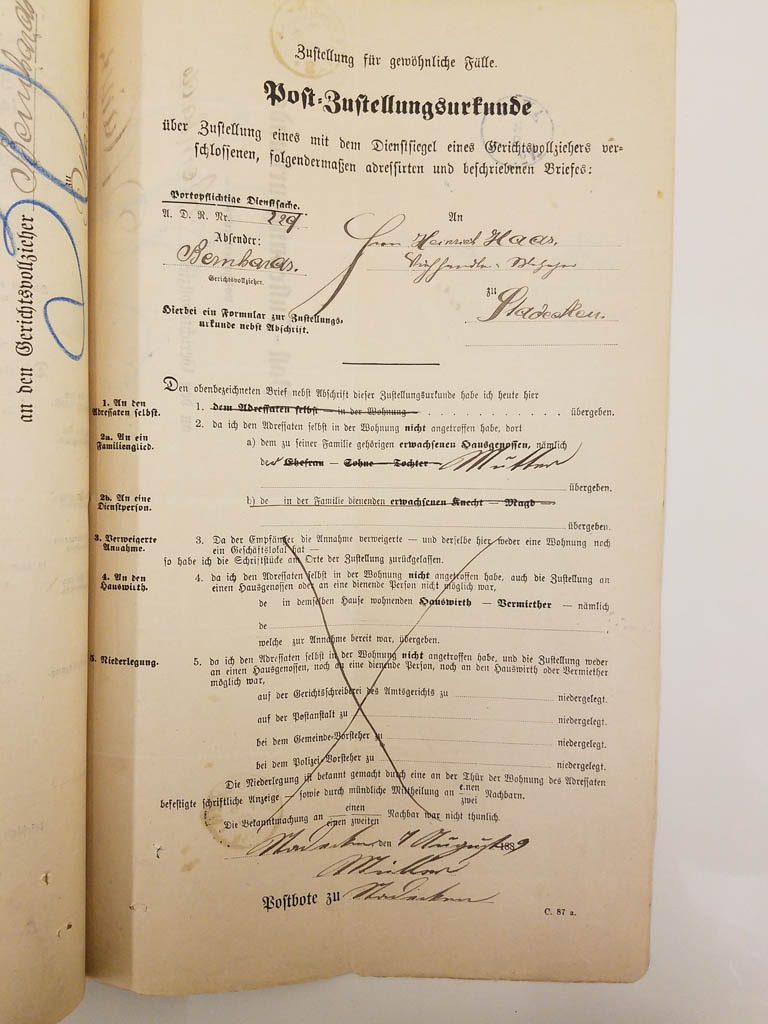 Zustellung für gewöhnliche Fälle.
Post-Zustellungsurkunde
über Zustellung eines mit dem Dienstsiegel eines Gerichtsvollziehers ver-
schlossenen, folgendermaßen adressirten und beschriebenen Briefes:
Portopflichtige Dienstsache.
A. D. R. Nr. 229
Absender:
Bernhards.
Gerichtsvollzieher.
Hierbei ein Formular zur Zustellungs-
urkunde nebst Abschrift.
An
Herrn Heinrich Haas,
zu
Stadecken.
Den obenbezeichneten Brief nebst Abschrift dieser Zustellungsurkunde habe ich heute hier
1. An den
Adressaten selbst.
1. dem Adressaten selbst — in der Wohnung — übergeben.
2. da ich den Adressaten selbst in der Wohnung nicht angetroffen habe, dort
2a. An ein
Familienglied.
a) dem zu seiner Familie gehörigen erwachsenen Hausgenossen, nämlich
der Ehefrau — Sohne — Tochter — Mutter
übergeben.
2b. An eine
Dienstperson.
b) de in der Familie dienenden erwachsenen Knecht — Magd —
übergeben.
3. Verweigerte
Annahme.
3. Da der Empfänger die Annahme verweigerte — und derselbe hier weder eine Wohnung noch
ein Geschäftslokal hat —
so habe ich die Schriftstücke am Orte der Zustellung zurückgelassen.
4. An den
Hauswirth.
4. da ich den Adressaten selbst in der Wohnung nicht angetroffen habe, auch die Zustellung an
einen Hausgenossen oder an eine dienende Person nicht möglich war,
de in demselben Hause wohnenden Hauswirth — Vermiether — nämlich
de
welche zur Annahme bereit war, übergeben.
5. Niederlegung.
5. da ich den Adressaten selbst in der Wohnung nicht angetroffen habe, und die Zustellung weder
an einen Hausgenossen, noch an eine dienende Person, noch an den Hauswirth oder Vermiether
möglich war,
auf der Gerichtsschreiberei des Amtsgerichts zu niedergelegt.
auf der Postanstalt zu niedergelegt.
bei dem Gemeinde-Vorsteher zu niedergelegt.
bei dem Polizei-Vorsteher zu niedergelegt.
Die Niederlegung ist bekannt gemacht durch eine an der Thür der Wohnung des Adressaten
befestigte schriftliche Anzeige — sowie durch mündliche Mittheilung an einen zwei Nachbarn.
Die Bekanntmachung an einen einen zweiten Nachbar war nicht thunlich.
Stadecken, den 7 August 1889
Müller
Postbote zu Stadecken
C. 87 a.
an den Gerichtsvollzieher Bernhards
zu